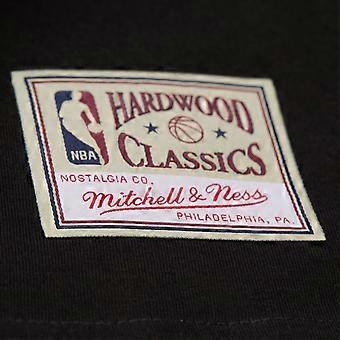 NBA
HARDWOOD
CLASSICS
NOSTALGIA CO.
Mitchell & Ness
PHILADELPHIA, PA.